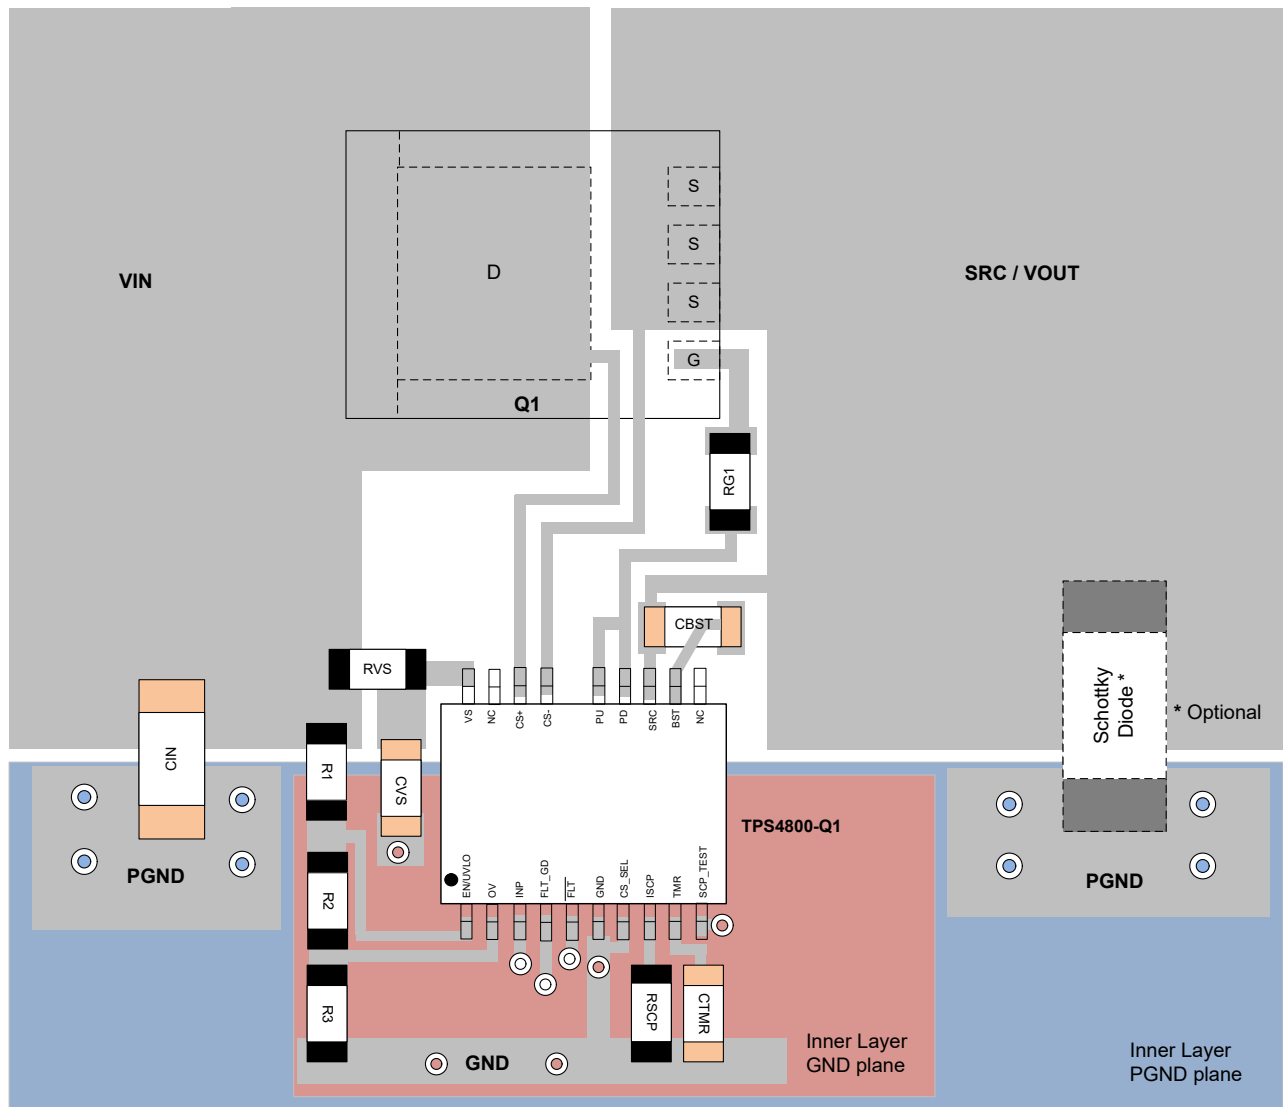 S
S
D
VIN
SRC / VOUT
S
G
Q1
RG1
CBST
RVS
Schottky
Diode*
* Optional
VS
NC
CS+
CS-
PU
PD
SRC
BST
NC
CIN
R1
CVS
TPS4800-Q1
PGND
PGND
EN/UVLO
OV
INP
FLT_GD
FLT
GND
CS_SEL
ISCP
TMR
SCP_TEST
R2
R3
RSCP
CTMR
GND
Inner Layer
GND plane
Inner Layer
PGND plane